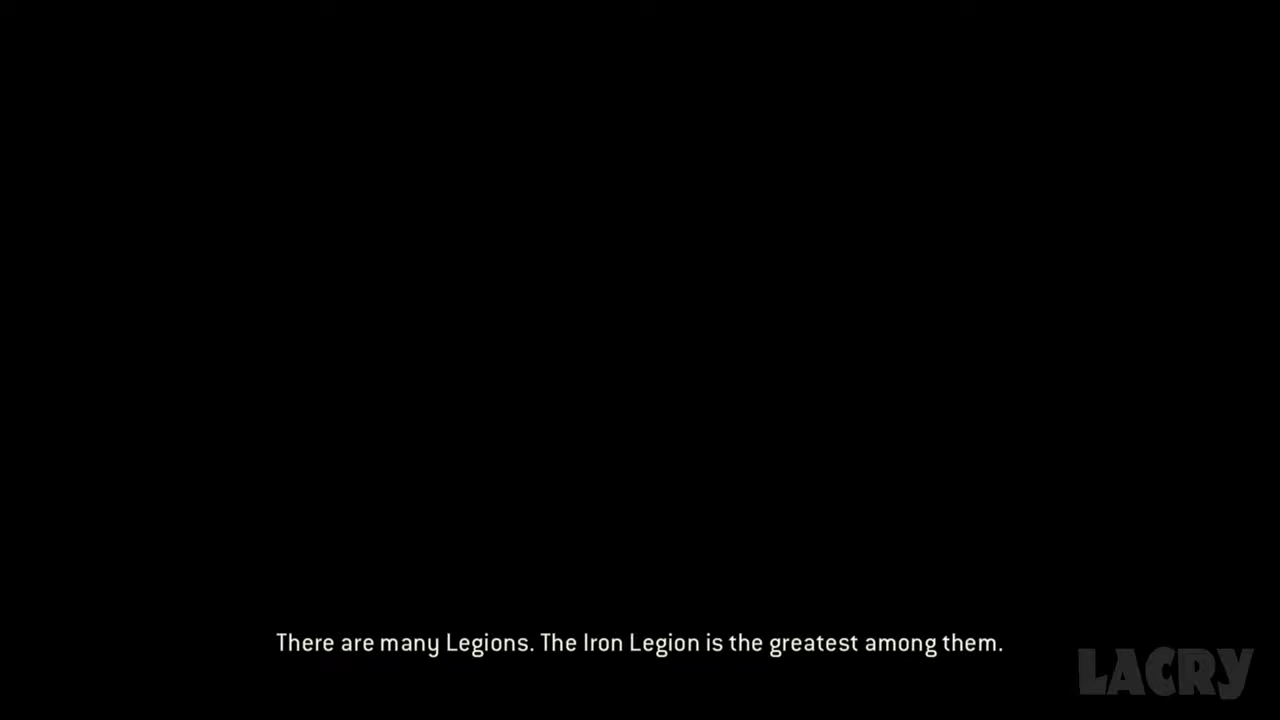 There are many Legions. The Iron Legion is the greatest among them.
LACRY